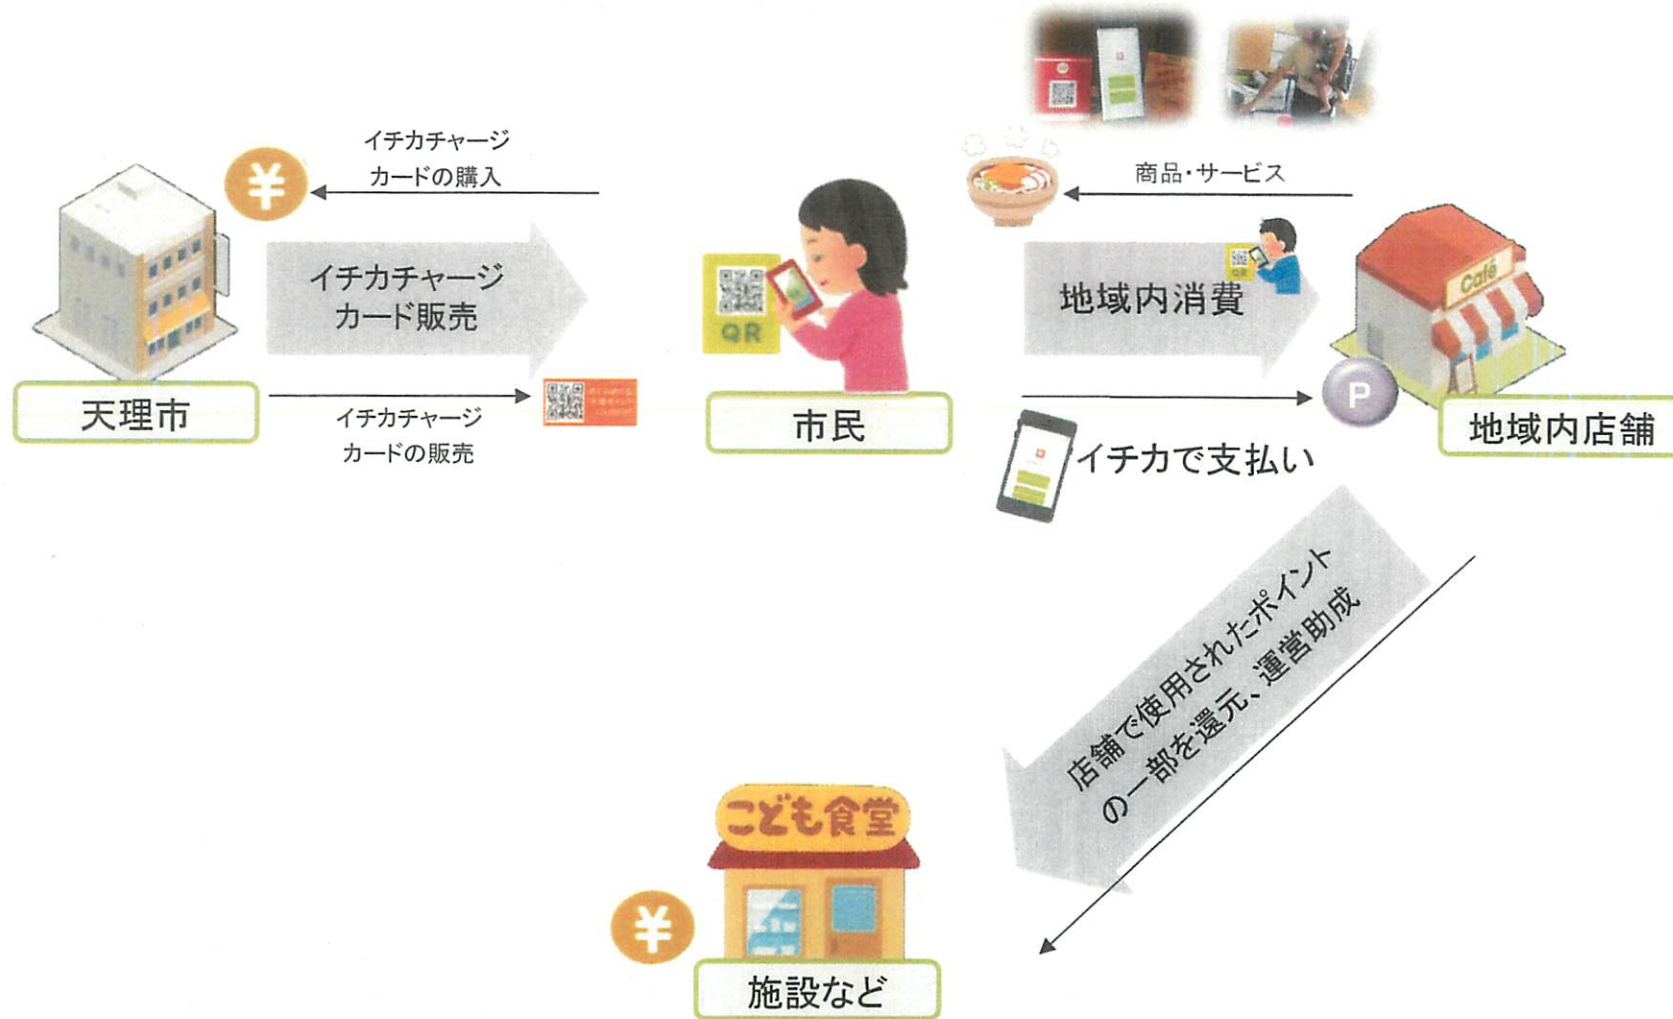 イチカチャージ
カードの購入
¥
イチカチャージ
カード販売
天理市
イチカチャージ
カードの販売
QR
市民
商品・サービス
地域内消費
QR
Café
P
イチカで支払い
地域内店舗
店舗で使用されたポイント
の一部を還元、運営助成
こども食堂
¥
施設など